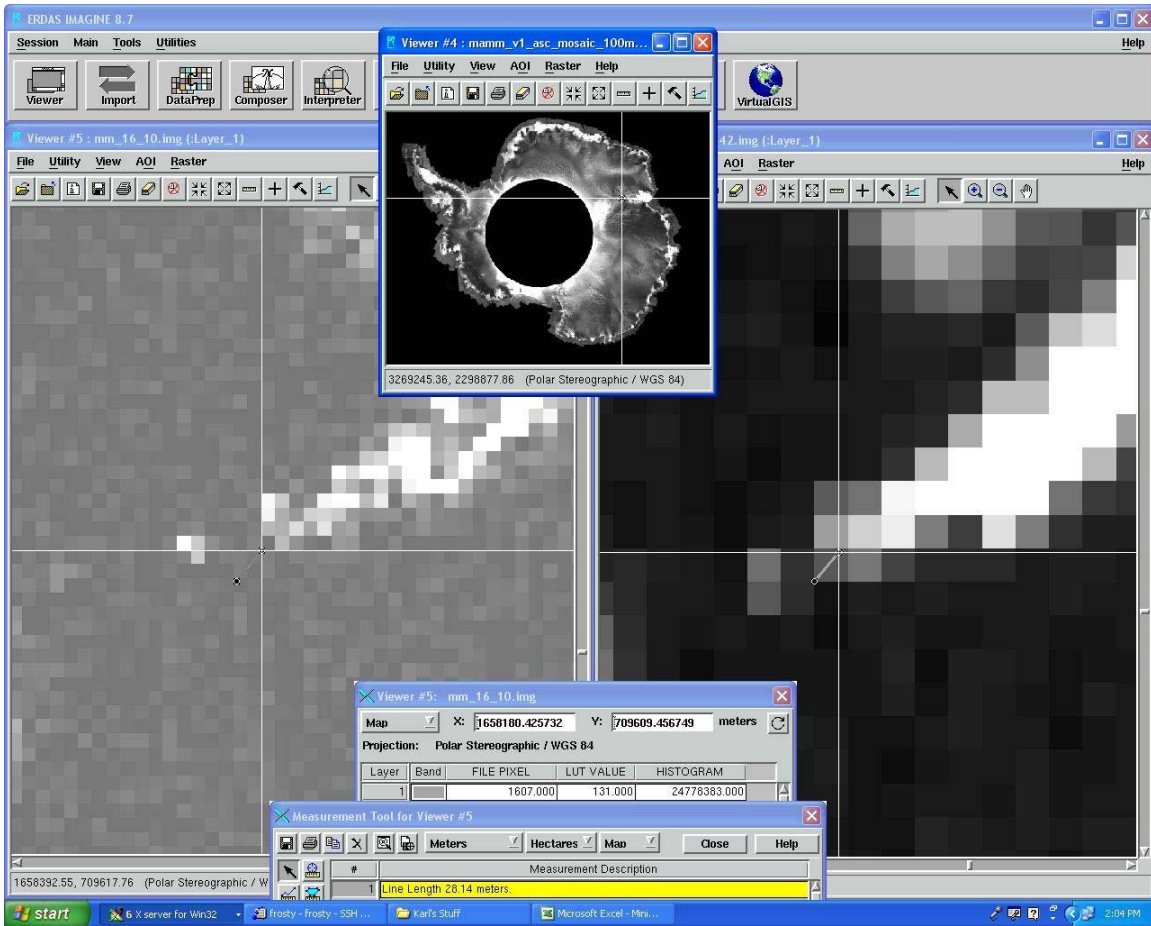 ERDAS IMAGINE 8.7
Session Main Tools Utilities
Help
Viewer
Import
DataPrep
Composer
Interpreter
VirtualGIS
Viewer #4 : mamm_v1_asc_mosaic_100m...
File Utility View AOI Raster Help
3269245.36, 2298877.86 (Polar Stereographic / WGS 84)
Viewer #5 : mm_16_10.img (:Layer_1)
File Utility View AOI Raster
42.img (:Layer_1)
AOI Raster
Help
Viewer #5: mm_16_10.img
Map X: 1658180.425732 Y: 709609.456749 meters
Projection: Polar Stereographic / WGS 84
Layer Band FILE PIXEL LUT VALUE HISTOGRAM
1 1607.000 131.000 24778383.000
Measurement Tool for Viewer #5
Meters Hectares Map Close Help
# Measurement Description
1 Line Length 28.14 meters.
1658392.55, 709617.76 (Polar Stereographic / W
start 6 X server for Win32 frosty - frosty - SSH ... Karl's Stuff Microsoft Excel - Mini... 2:04 PM